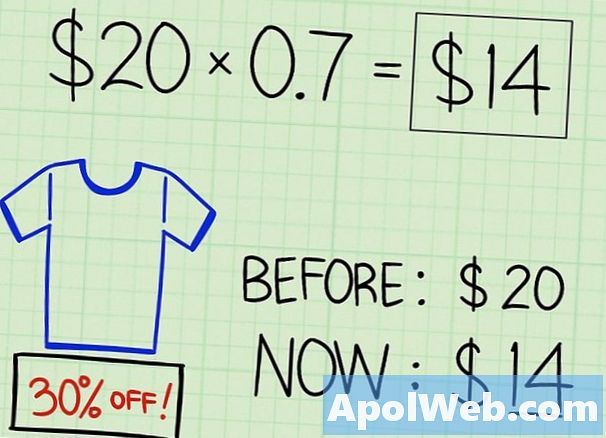 $20 × 0.7 = $14
BEFORE: $20
NOW: $14
30% OFF!
ApolWeb.com